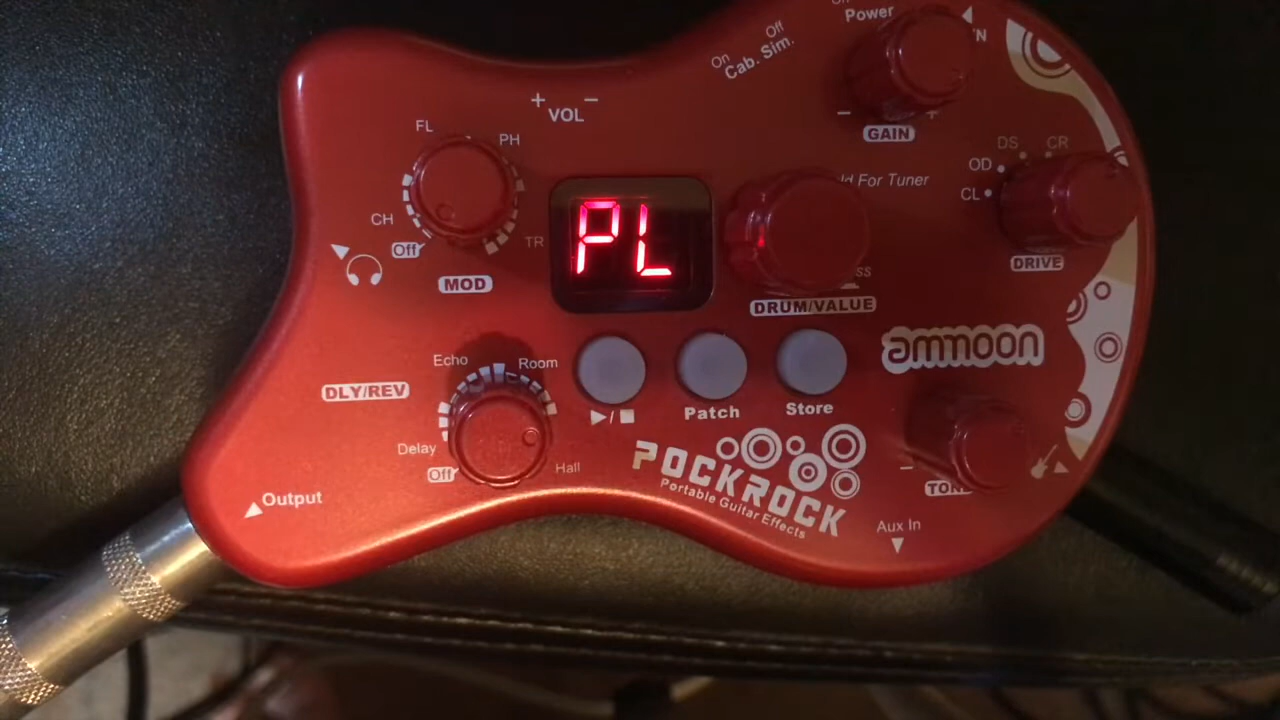 On
Off
Cab. Sim.
Power
GAIN
+ VOL −
FL
PH
CH
Off
TR
MOD
PL
For Tuner
DRUM/VALUE
DS
CR
OD
CL
DRIVE
ammoon
Echo
Room
DLY/REV
Delay
Off
Hall
Patch
Store
POCKROCK
Portable Guitar Effects
Output
Aux In